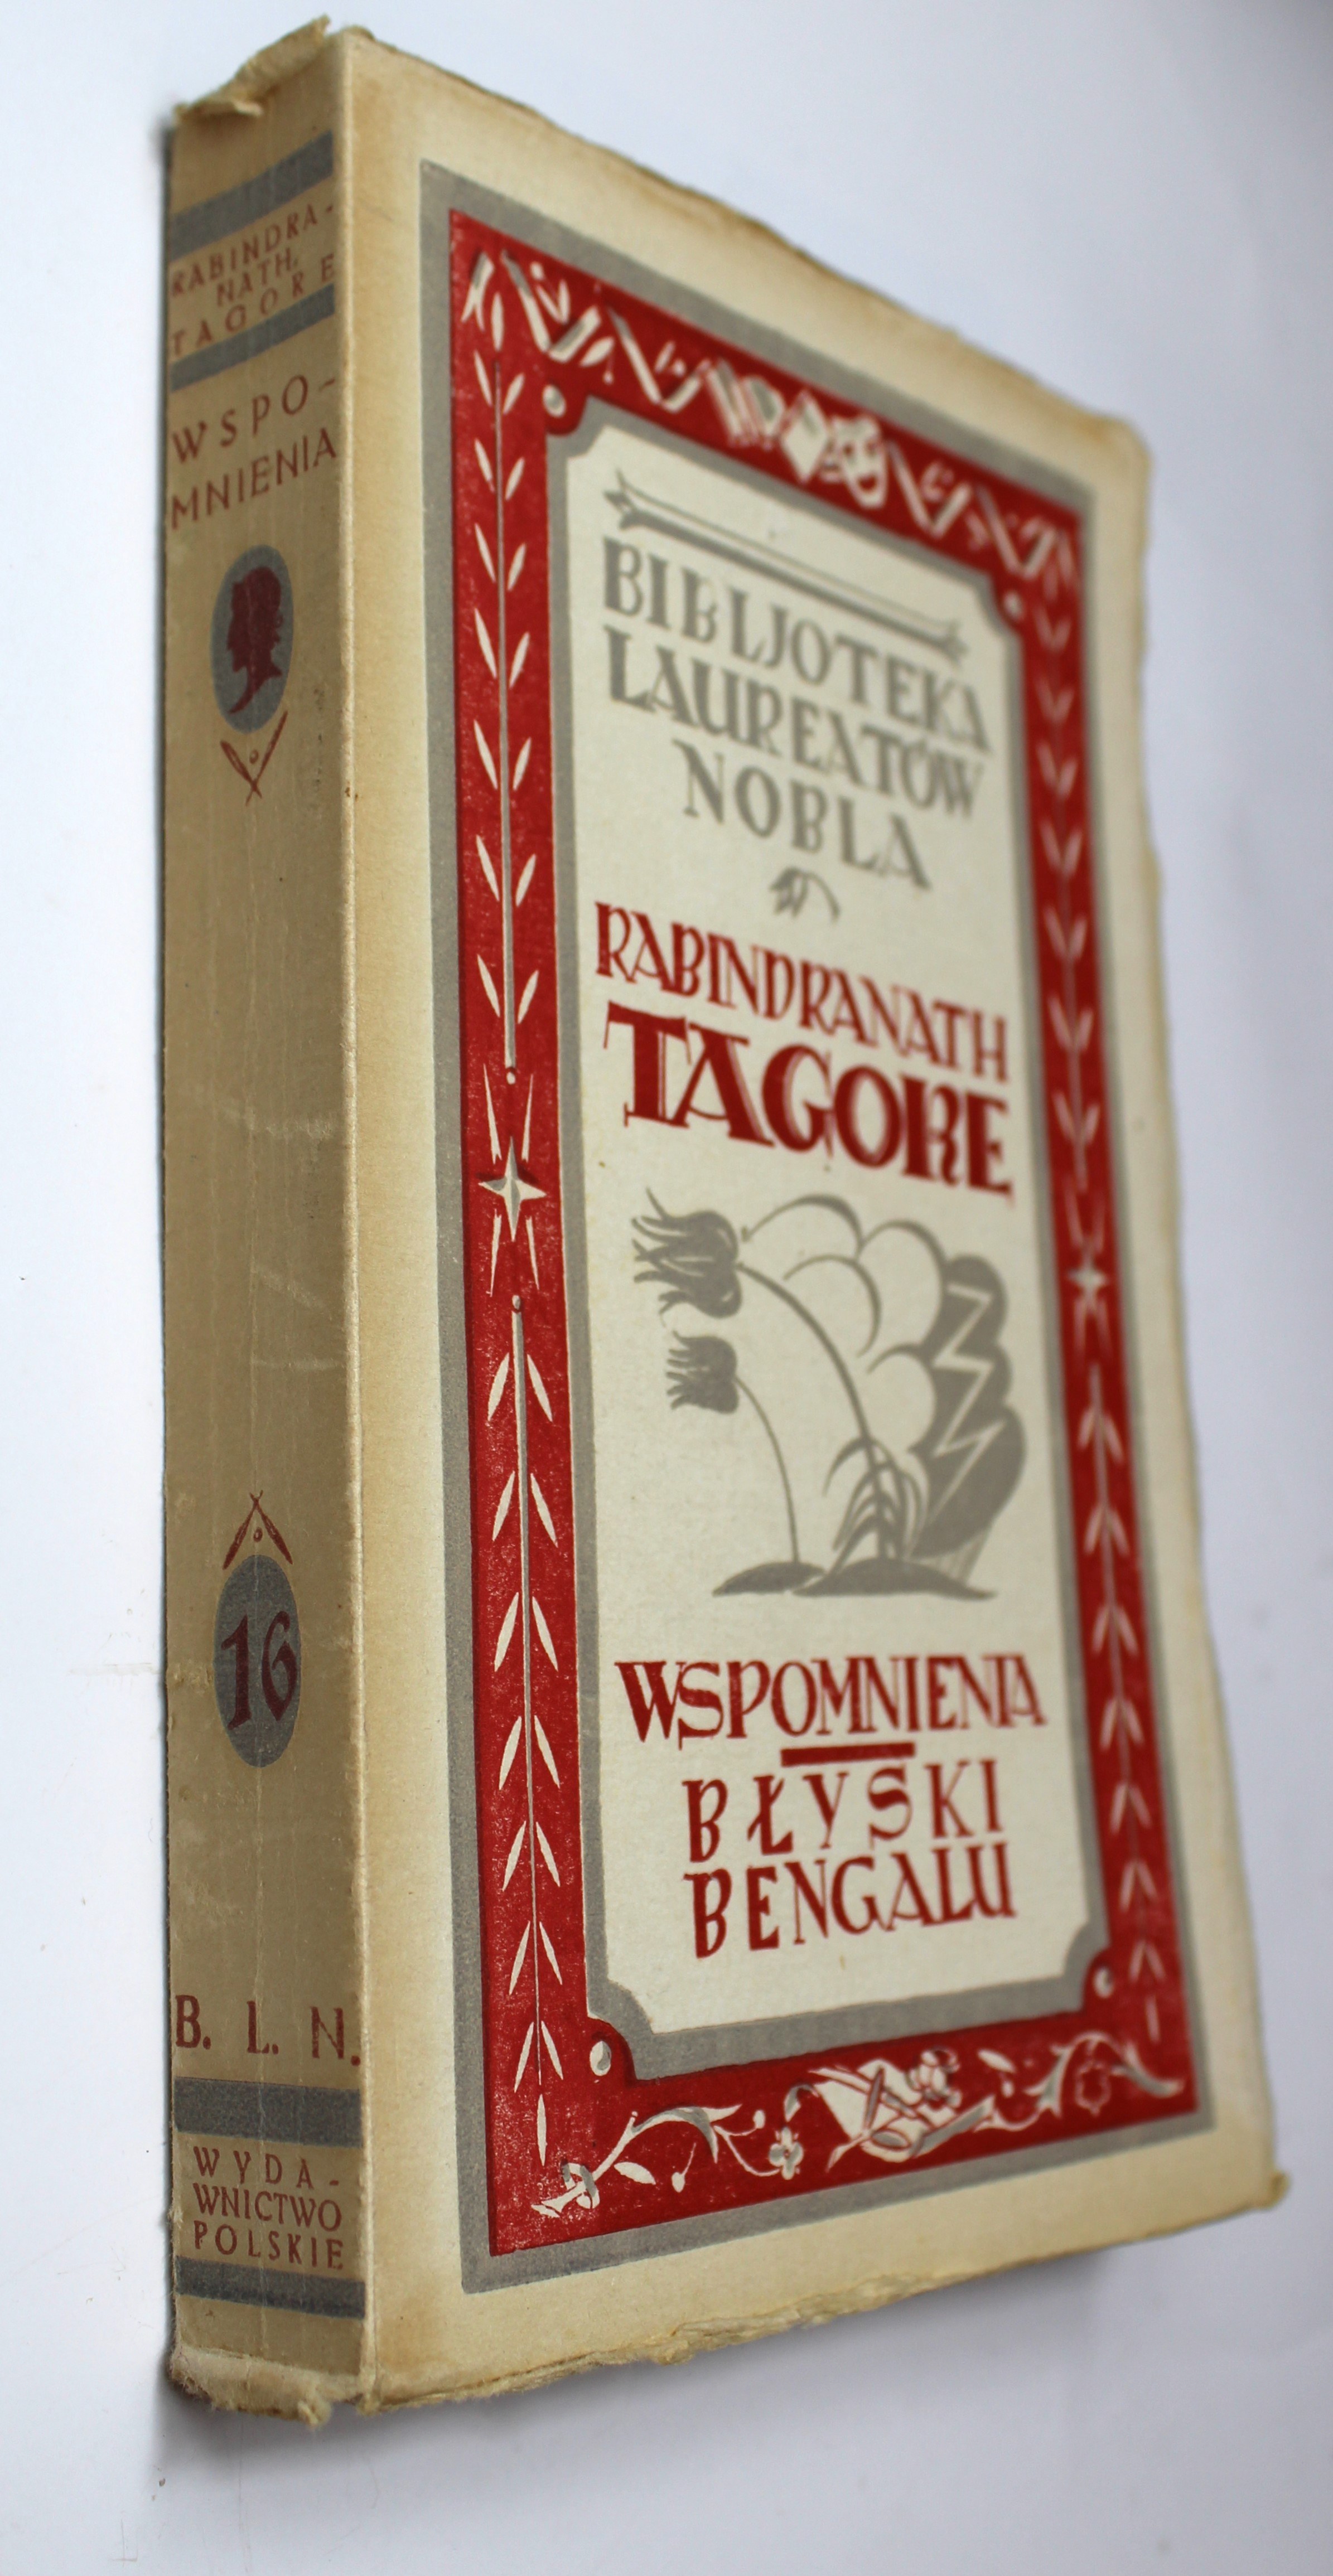 RABINDRA-
NATH
TAGORE
WSPO-
MNIENIA
16
B. L. N.
WYDA-
WNICTWO
POLSKIE
BIBLJOTEKA
LAUREATÓW
NOBLA
RABINDRANATH
TAGORE
WSPOMNIENIA
BŁYSKI
BENGALU